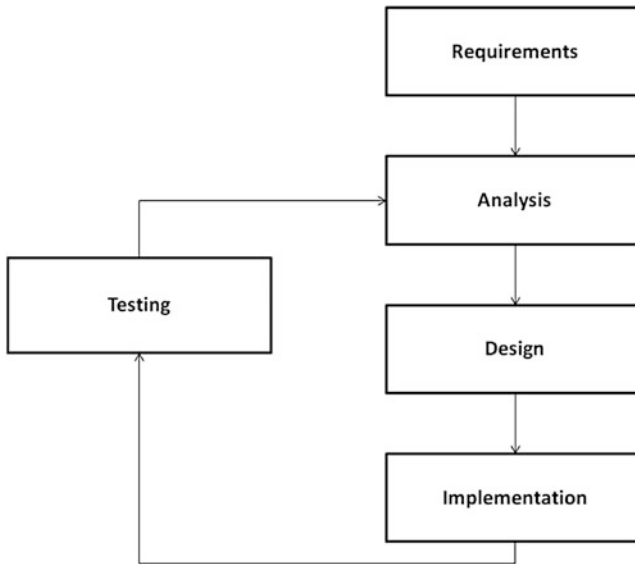 Requirements
Analysis
Testing
Design
Implementation